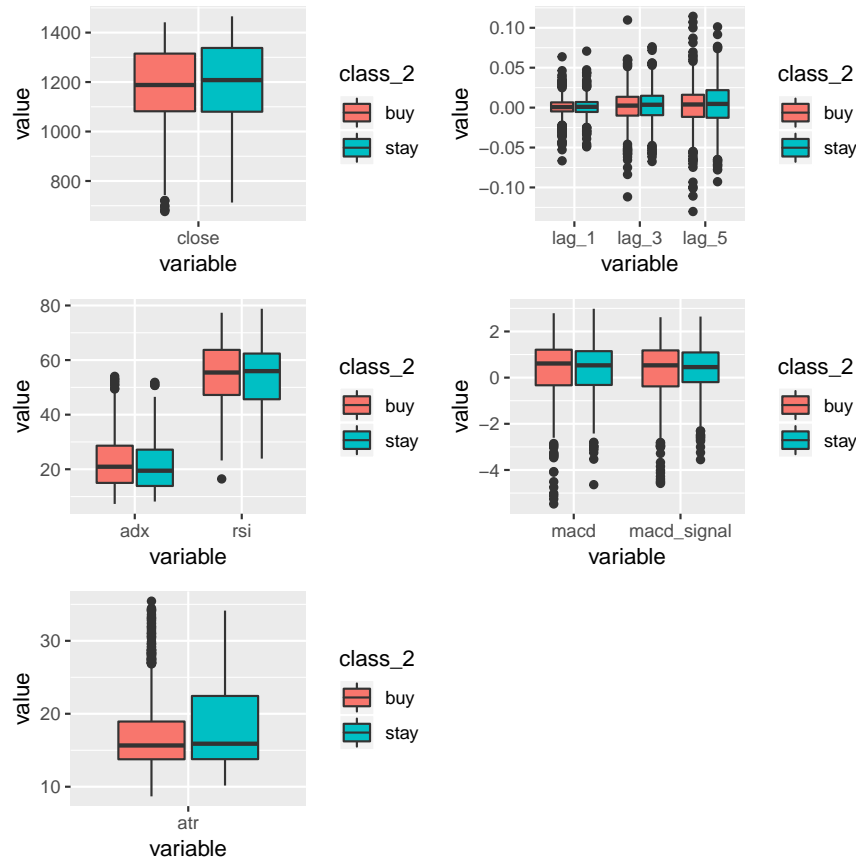 value
1400
1200
1000
800
close
variable
class_2
buy
stay
value
0.10
0.05
0.00
−0.05
−0.10
lag_1 lag_3 lag_5
variable
class_2
buy
stay
value
80
60
40
20
adx rsi
variable
class_2
buy
stay
value
2
0
−2
−4
macd macd_signal
variable
class_2
buy
stay
value
30
20
10
atr
variable
class_2
buy
stay